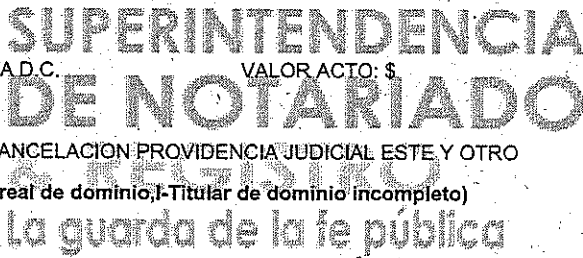 SUPERINTENDENCIA
A D.C. VALOR ACTO: $
DE NOTARIADO
ANCELACION PROVIDENCIA JUDICIAL ESTE Y OTRO
& REGISTRO
real de dominio,I-Titular de dominio incompleto)
La guarda de la fe pública